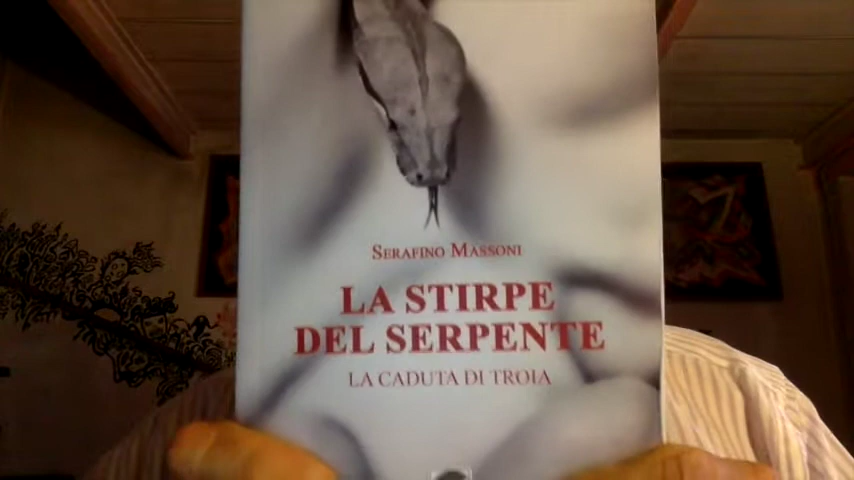 SERAFINO MASSONI
LA STIRPE
DEL SERPENTE
LA CADUTA DI TROIA